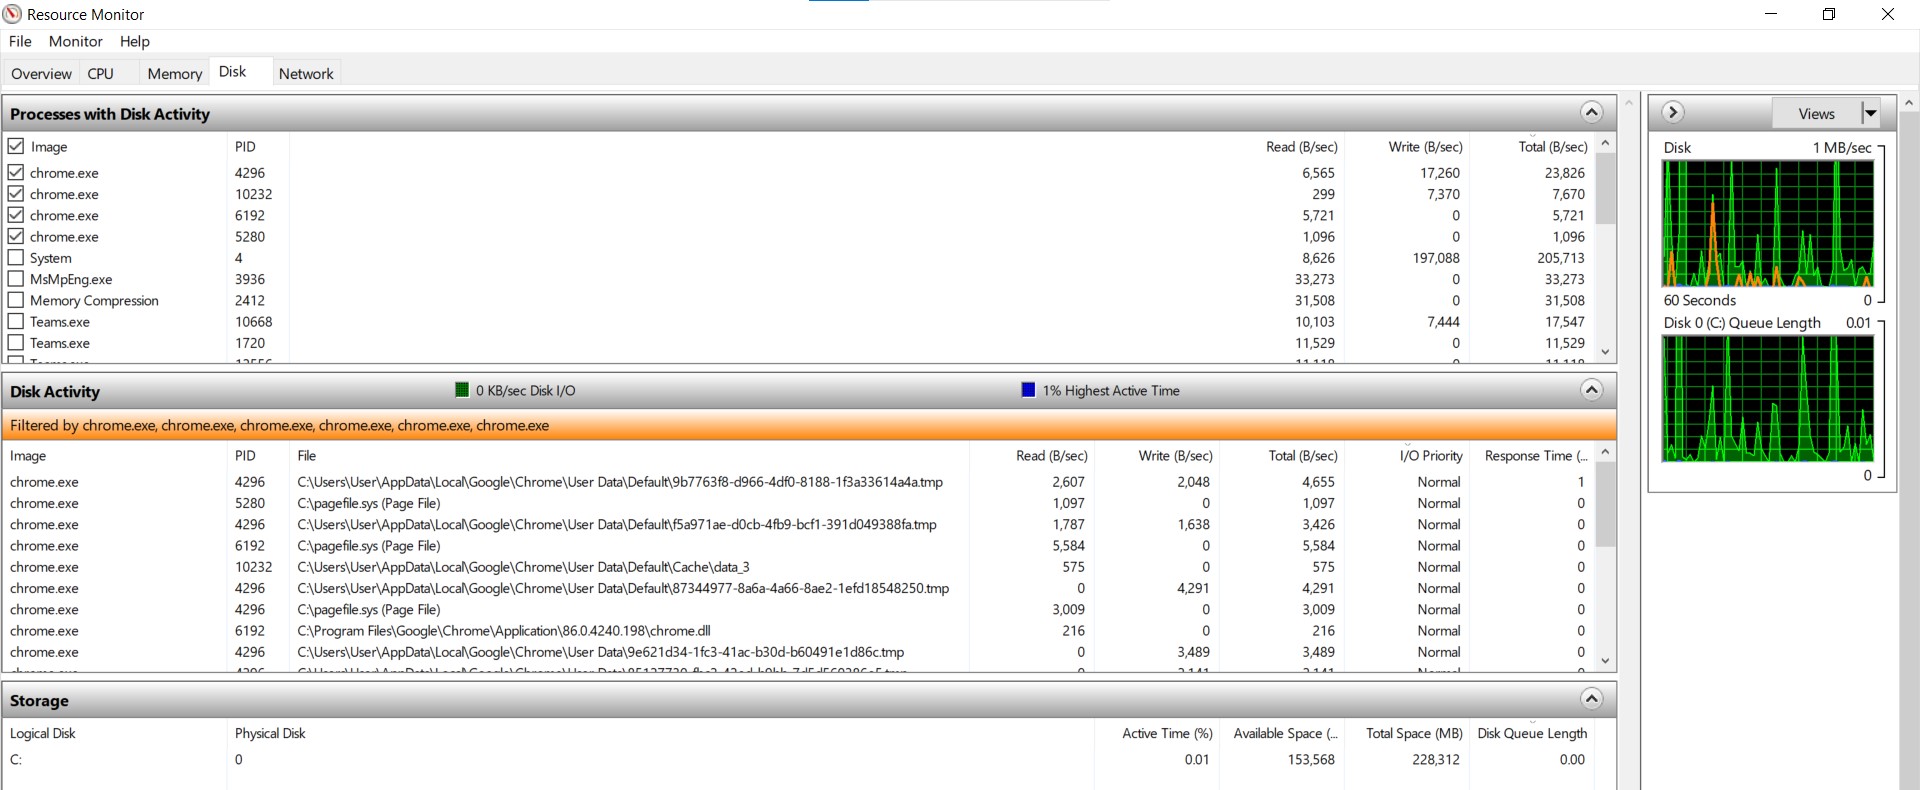 Resource Monitor
File Monitor Help
Overview CPU Memory Disk Network
Processes with Disk Activity
Image PID Read (B/sec) Write (B/sec) Total (B/sec)
chrome.exe 4296 6,565 17,260 23,826
chrome.exe 10232 299 7,370 7,670
chrome.exe 6192 5,721 0 5,721
chrome.exe 5280 1,096 0 1,096
System 4 8,626 197,088 205,713
MsMpEng.exe 3936 33,273 0 33,273
Memory Compression 2412 31,508 0 31,508
Teams.exe 10668 10,103 7,444 17,547
Teams.exe 1720 11,529 0 11,529
Disk Activity 0 KB/sec Disk I/O 1% Highest Active Time
Filtered by chrome.exe, chrome.exe, chrome.exe, chrome.exe, chrome.exe, chrome.exe
Image PID File Read (B/sec) Write (B/sec) Total (B/sec) I/O Priority Response Time (...
chrome.exe 4296 C:\Users\User\AppData\Local\Google\Chrome\User Data\Default\9b7763f8-d966-4df0-8188-1f3a33614a4a.tmp 2,607 2,048 4,655 Normal 1
chrome.exe 5280 C:\pagefile.sys (Page File) 1,097 0 1,097 Normal 0
chrome.exe 4296 C:\Users\User\AppData\Local\Google\Chrome\User Data\Default\f5a971ae-d0cb-4fb9-bcf1-391d049388fa.tmp 1,787 1,638 3,426 Normal 0
chrome.exe 6192 C:\pagefile.sys (Page File) 5,584 0 5,584 Normal 0
chrome.exe 10232 C:\Users\User\AppData\Local\Google\Chrome\User Data\Default\Cache\data_3 575 0 575 Normal 0
chrome.exe 4296 C:\Users\User\AppData\Local\Google\Chrome\User Data\Default\87344977-8a6a-4a66-8ae2-1efd18548250.tmp 0 4,291 4,291 Normal 0
chrome.exe 4296 C:\pagefile.sys (Page File) 3,009 0 3,009 Normal 0
chrome.exe 6192 C:\Program Files\Google\Chrome\Application\86.0.4240.198\chrome.dll 216 0 216 Normal 0
chrome.exe 4296 C:\Users\User\AppData\Local\Google\Chrome\User Data\9e621d34-1fc3-41ac-b30d-b60491e1d86c.tmp 0 3,489 3,489 Normal 0
Storage
Logical Disk Physical Disk Active Time (%) Available Space (... Total Space (MB) Disk Queue Length
C: 0 0.01 153,568 228,312 0.00
Views
Disk 1 MB/sec
60 Seconds 0
Disk 0 (C:) Queue Length 0.01
0